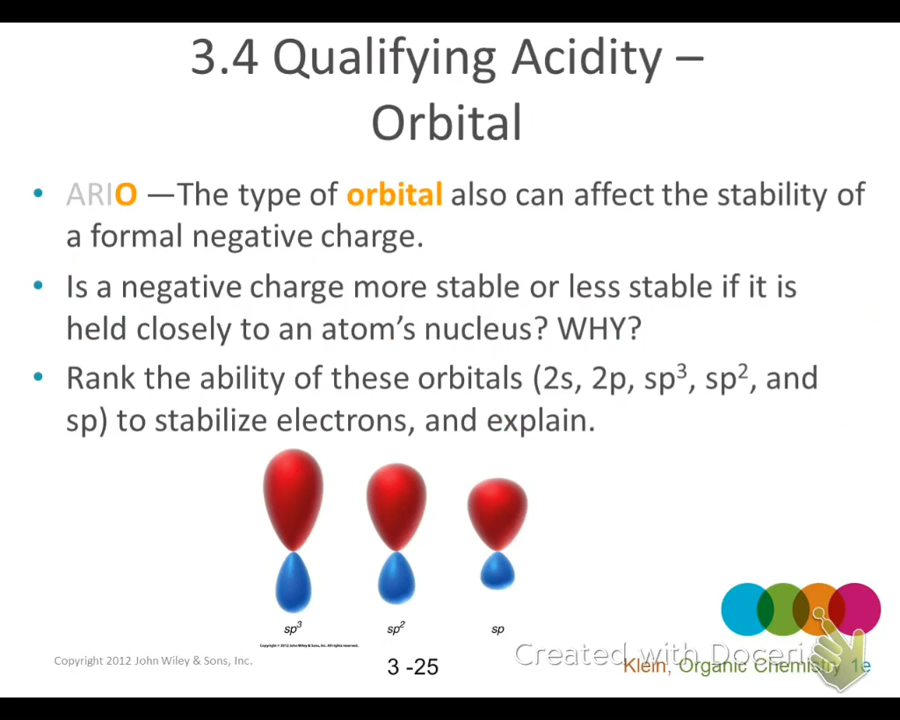 3.4 Qualifying Acidity –
Orbital
• ARIO —The type of orbital also can affect the stability of
a formal negative charge.
• Is a negative charge more stable or less stable if it is
held closely to an atom's nucleus? WHY?
• Rank the ability of these orbitals (2s, 2p, sp³, sp², and
sp) to stabilize electrons, and explain.
sp³ sp² sp
Copyright © 2012 John Wiley & Sons, Inc. All rights reserved.
Copyright 2012 John Wiley & Sons, Inc.
3 -25
Created with Doceri
Klein, Organic Chemistry 1e